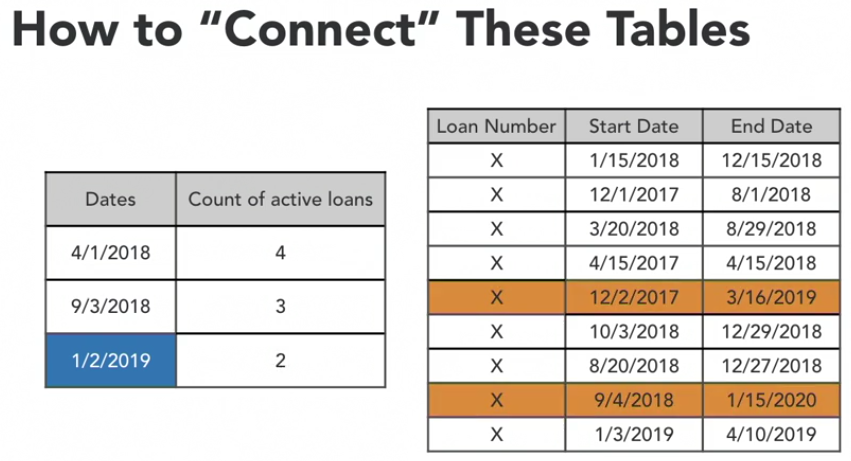 How to “Connect” These Tables
Dates Count of active loans
4/1/2018 4
9/3/2018 3
1/2/2019 2
Loan Number Start Date End Date
X 1/15/2018 12/15/2018
X 12/1/2017 8/1/2018
X 3/20/2018 8/29/2018
X 4/15/2017 4/15/2018
X 12/2/2017 3/16/2019
X 10/3/2018 12/29/2018
X 8/20/2018 12/27/2018
X 9/4/2018 1/15/2020
X 1/3/2019 4/10/2019